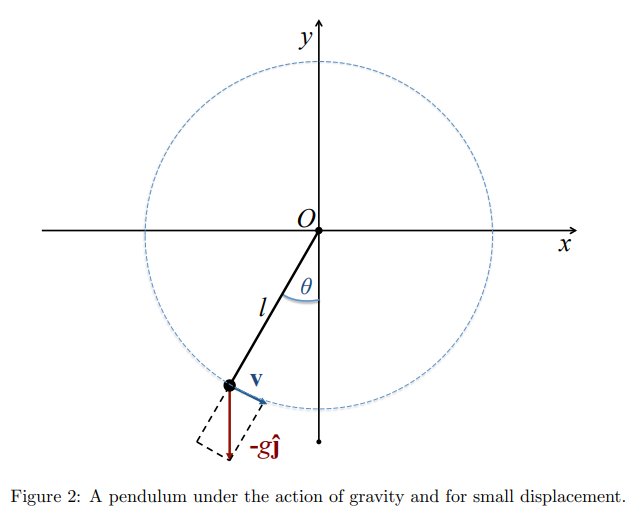 y
O
x
θ
l
v
-gĵ
Figure 2: A pendulum under the action of gravity and for small displacement.